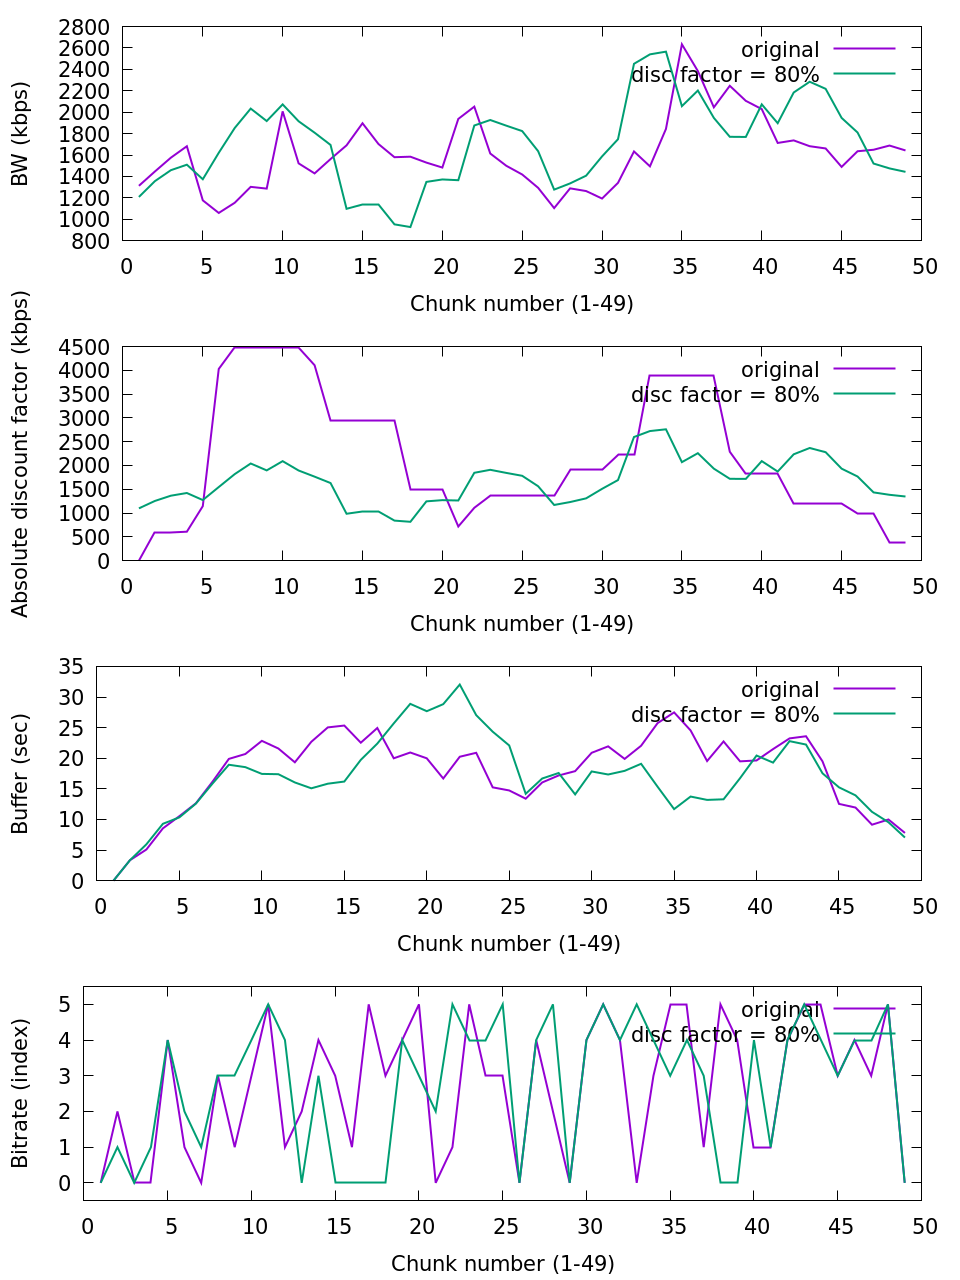 BW (kbps)
2800
2600
2400
2200
2000
1800
1600
1400
1200
1000
800
original
disc factor = 80%
0 5 10 15 20 25 30 35 40 45 50
Chunk number (1-49)
Absolute discount factor (kbps)
4500
4000
3500
3000
2500
2000
1500
1000
500
0
original
disc factor = 80%
0 5 10 15 20 25 30 35 40 45 50
Chunk number (1-49)
Buffer (sec)
35
30
25
20
15
10
5
0
original
disc factor = 80%
0 5 10 15 20 25 30 35 40 45 50
Chunk number (1-49)
Bitrate (index)
5
4
3
2
1
0
original
disc factor = 80%
0 5 10 15 20 25 30 35 40 45 50
Chunk number (1-49)